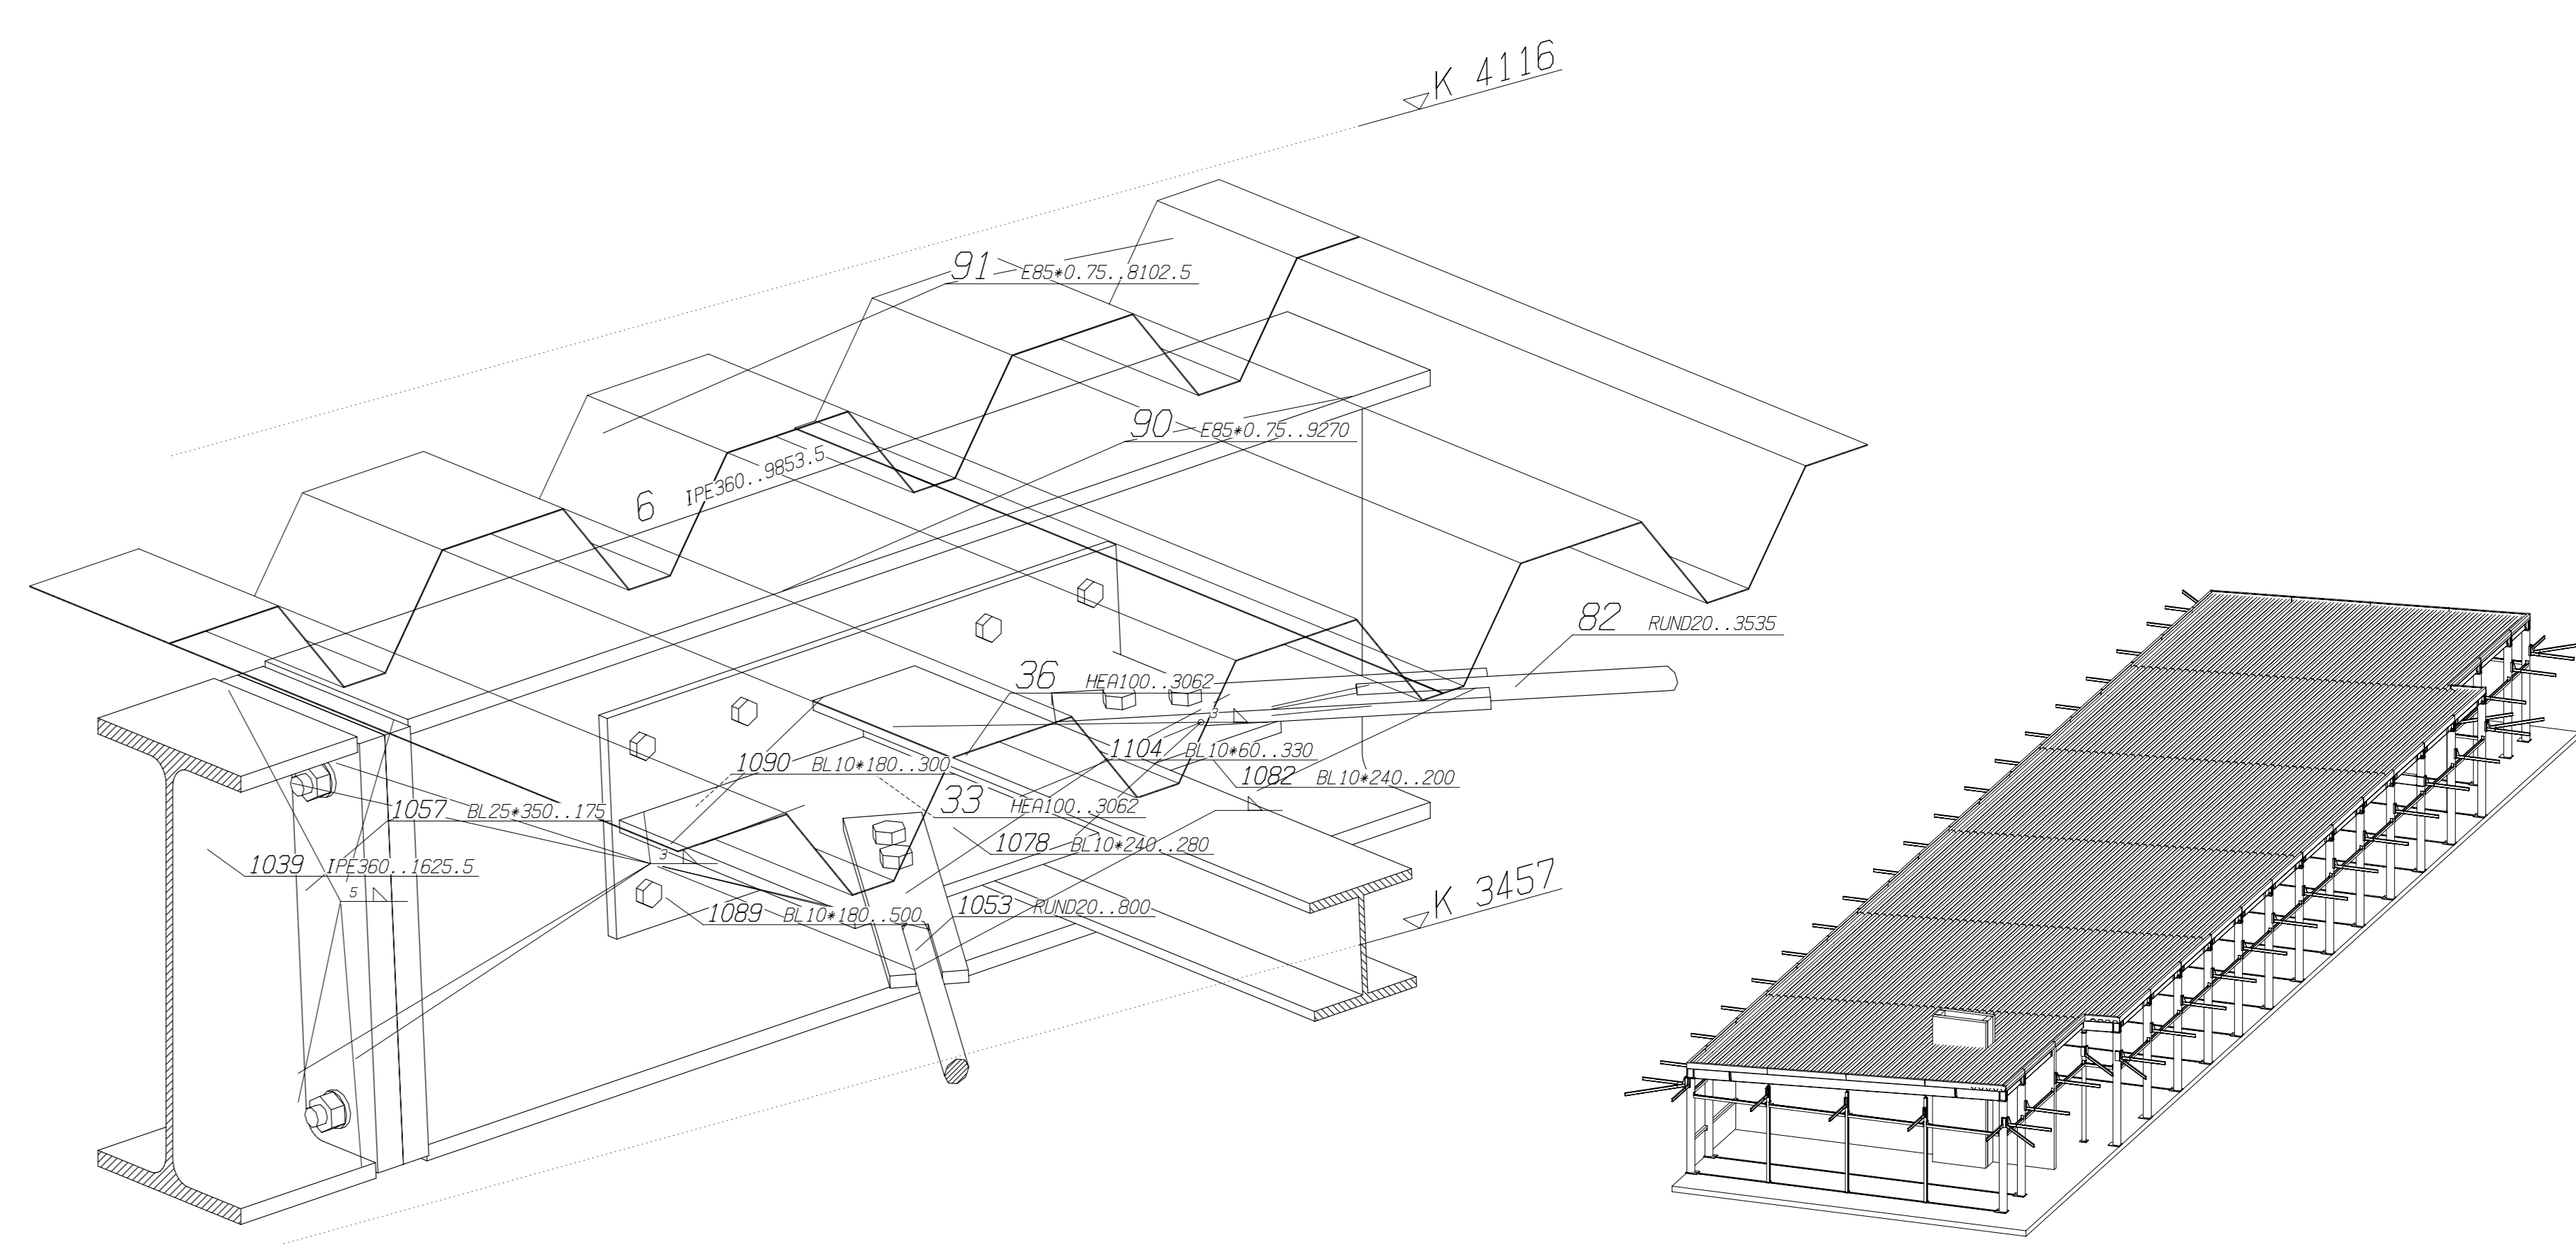 K 4116
91 E85*0.75..8102.5
90 E85*0.75..9270
6 IPE360..9853.5
82 RUND20..3535
36 HEA100..3062
3
1104 BL10*60..330
1090 BL10*180..300
1082 BL10*240..200
33 HEA100..3062
1057 BL25*350..175
1078 BL10*240..280
3
1039 IPE360..1625.5
5
K 3457
1053 RUND20..800
1089 BL10*180..500